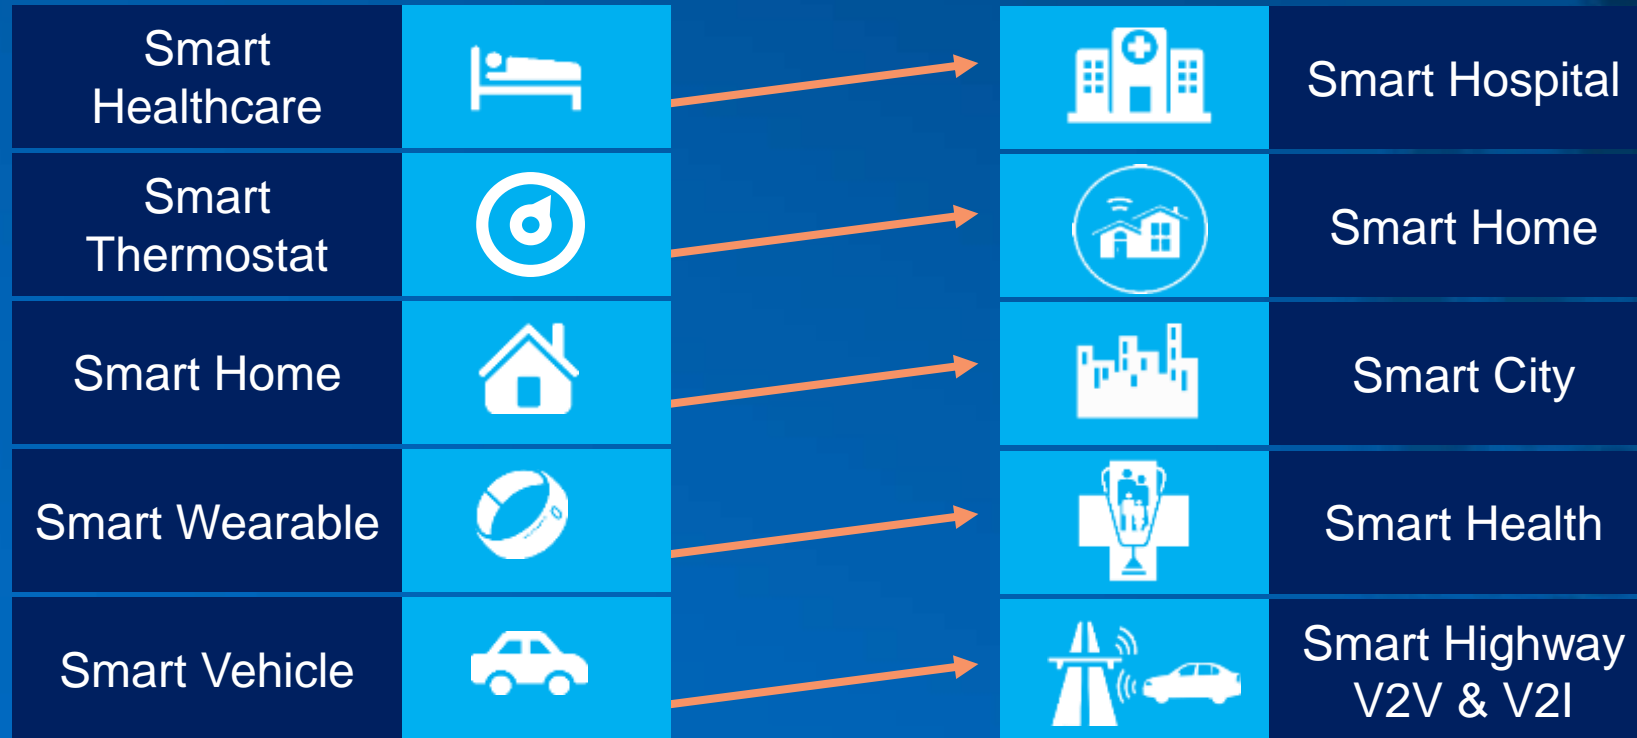 Smart
Healthcare
Smart Hospital
Smart
Thermostat
Smart Home
Smart Home
Smart City
Smart Wearable
Smart Health
Smart Vehicle
Smart Highway
V2V & V2I